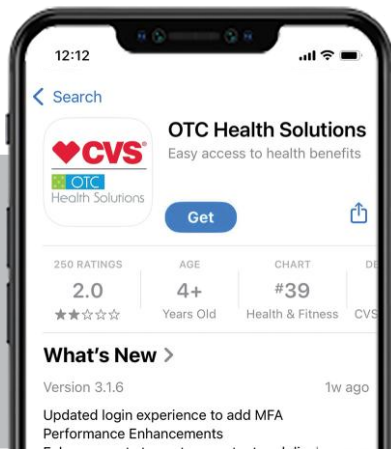 12:12
Search
CVS
OTC
Health Solutions
OTC Health Solutions
Easy access to health benefits
Get
250 RATINGS
AGE
CHART
2.0
4+
#39
Years Old
Health & Fitness
CVS
What's New
Version 3.1.6
1w ago
Updated login experience to add MFA
Performance Enhancements